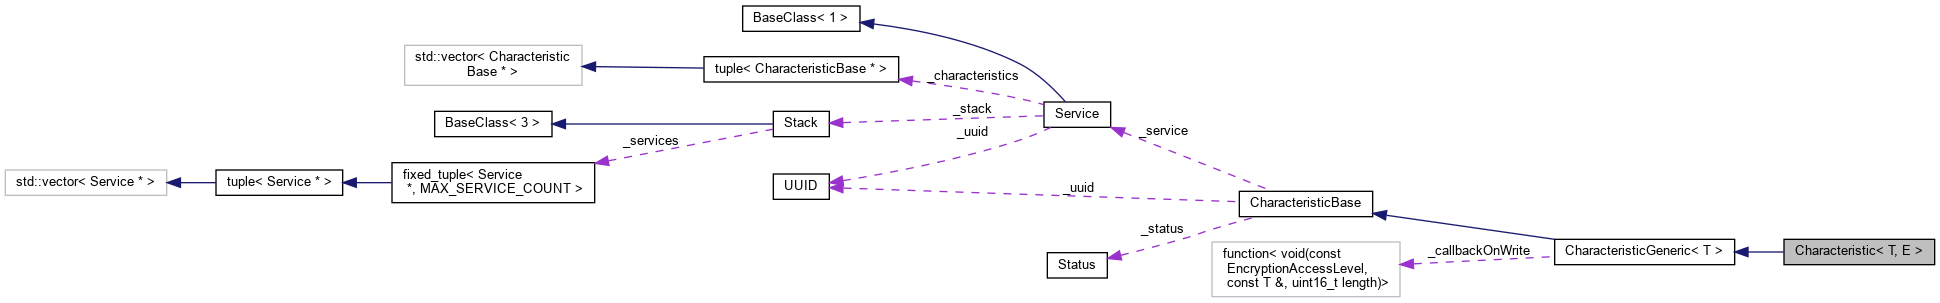 BaseClass< 1 >
std::vector< Characteristic
Base * >
tuple< CharacteristicBase * >
_characteristics
BaseClass< 3 >
Stack
_stack
Service
_services
_uuid
_service
std::vector< Service * >
tuple< Service * >
fixed_tuple< Service
*, MAX_SERVICE_COUNT >
UUID
_uuid
CharacteristicBase
_status
Status
function< void(const
EncryptionAccessLevel,
const T &, uint16_t length)>
_callbackOnWrite
CharacteristicGeneric< T >
Characteristic< T, E >